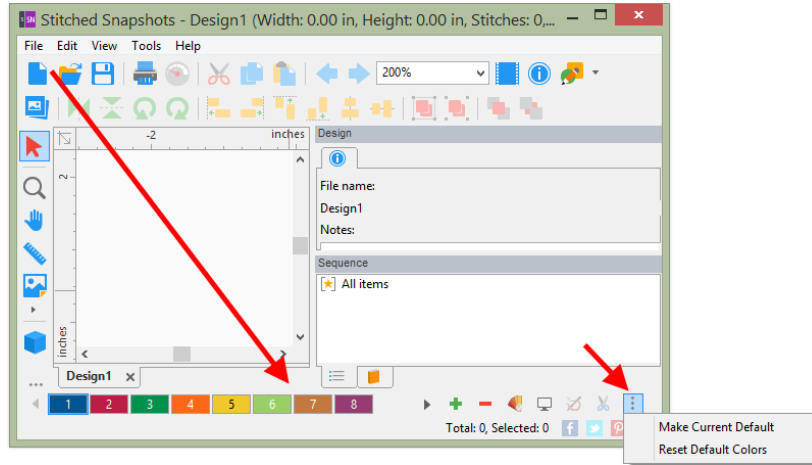 SN Stitched Snapshots - Design1 (Width: 0.00 in, Height: 0.00 in, Stitches: 0,...
File Edit View Tools Help
200%
-2 inches
2
inches
Design
File name:
Design1
Notes:
Sequence
All items
Design1
1 2 3 4 5 6 7 8
Total: 0, Selected: 0
Make Current Default
Reset Default Colors